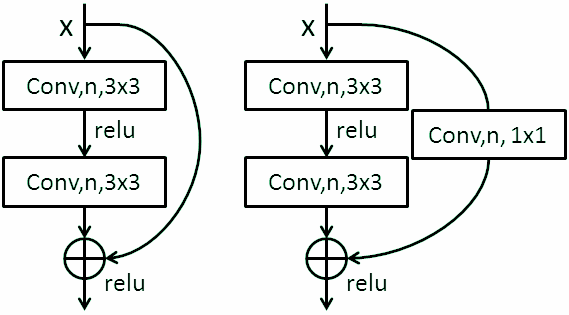 X
Conv,n,3x3
relu
Conv,n,3x3
relu
X
Conv,n,3x3
relu
Conv,n, 1x1
Conv,n,3x3
relu